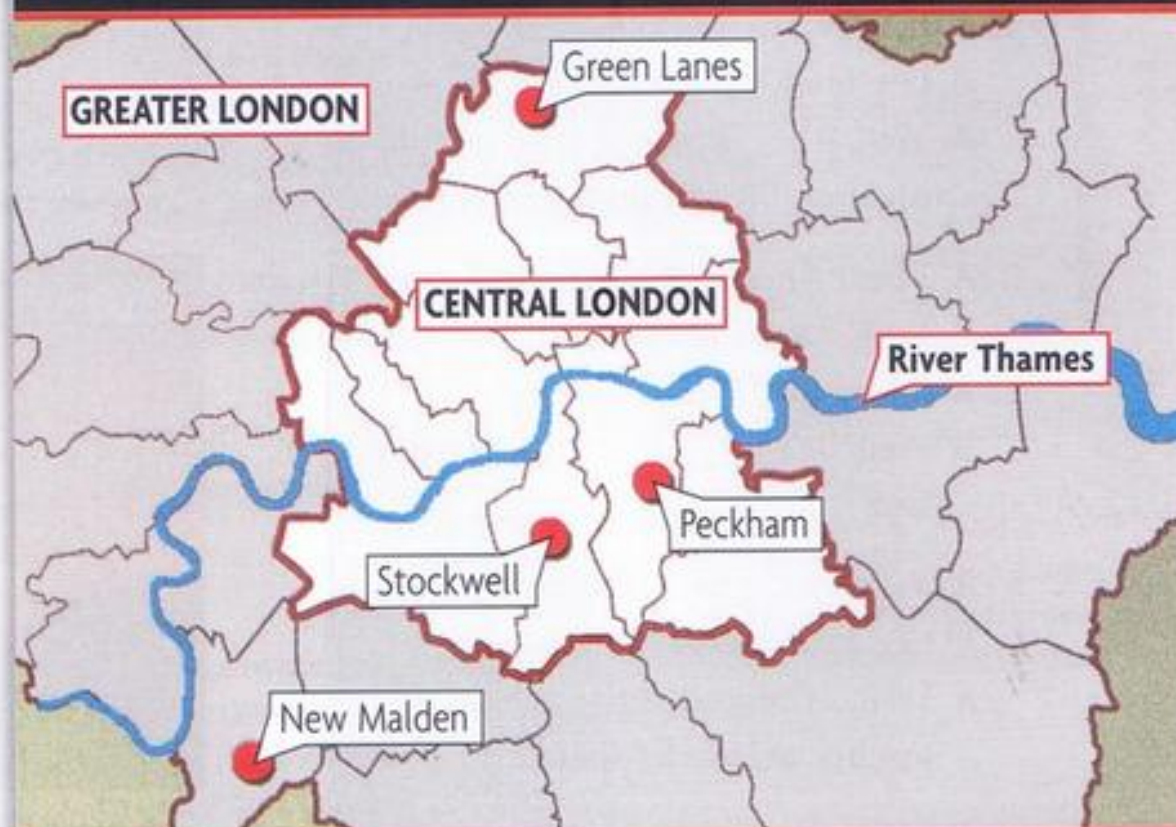 Green Lanes
GREATER LONDON
CENTRAL LONDON
River Thames
Peckham
Stockwell
New Malden